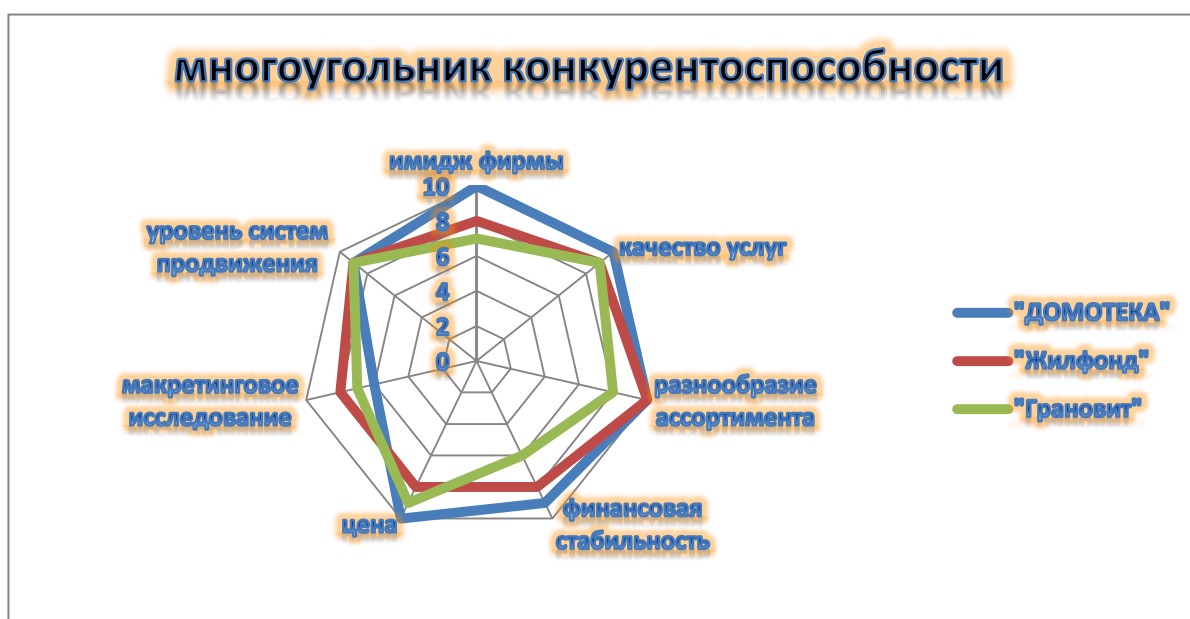 многоугольник конкурентоспособности
имидж фирмы
10
8
6
4
2
0
уровень систем
продвижения
качество услуг
макретинговое
исследование
разнообразие
ассортимента
цена
финансовая
стабильность
"ДОМОТЕКА"
"Жилфонд"
"Грановит"